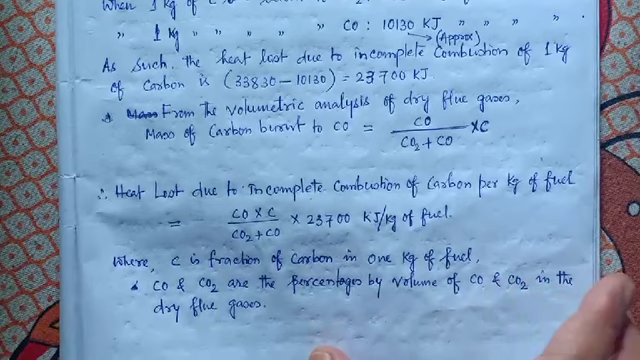 When 1 Kg of C
" 1 Kg " " " " CO : 10130 KJ " " " "
(Approx)
As such, the heat lost due to incomplete Combustion of 1 Kg
of Carbon is (33830 - 10130) = 23700 KJ.
From the volumetric analysis of dry flue gases,
Mass of Carbon burnt to CO = CO / CO₂ + CO × C
∴ Heat Lost due to incomplete Combustion of Carbon per Kg of fuel
= CO × C / CO₂ + CO × 23700 KJ/Kg of fuel.
Where, C is fraction of Carbon in one Kg of fuel,
& CO & CO₂ are the percentages by volume of CO & CO₂ in the
dry flue gases.